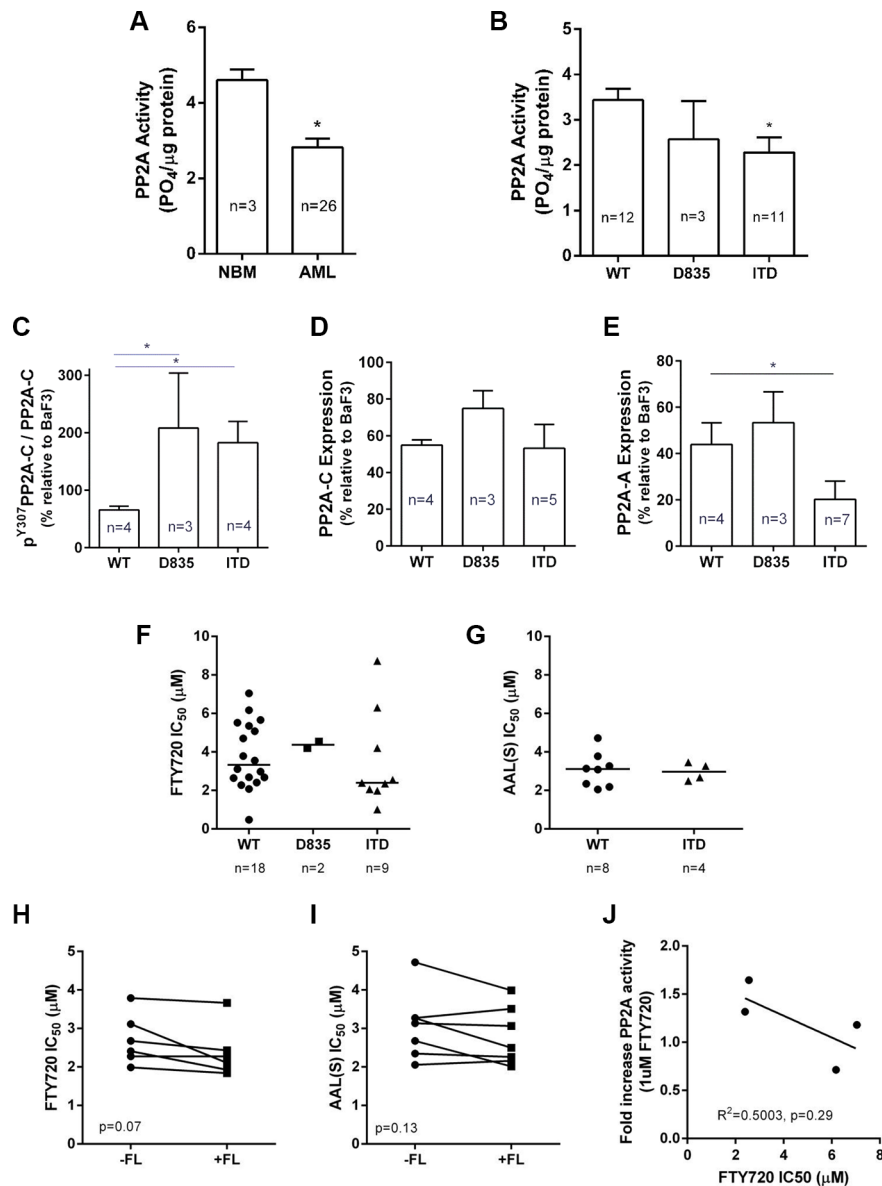 A
PP2A Activity
(PO4/μg protein)
6
4
2
0
*
n=3
n=26
NBM
AML
B
PP2A Activity
(PO4/μg protein)
5
4
3
2
1
0
*
n=12
n=3
n=11
WT
D835
ITD
C
pY307PP2A-C / PP2A-C
(% relative to BaF3)
300
200
100
0
*
*
n=4
n=3
n=4
WT
D835
ITD
D
PP2A-C Expression
(% relative to BaF3)
100
80
60
40
20
0
n=4
n=3
n=5
WT
D835
ITD
E
PP2A-A Expression
(% relative to BaF3)
80
60
40
20
0
*
n=4
n=3
n=7
WT
D835
ITD
F
FTY720 IC50 (μM)
10
8
6
4
2
0
WT
D835
ITD
n=18
n=2
n=9
G
AAL(S) IC50 (μM)
10
8
6
4
2
0
WT
ITD
n=8
n=4
H
FTY720 IC50 (μM)
5
4
3
2
1
0
p=0.07
-FL
+FL
I
AAL(S) IC50 (μM)
5
4
3
2
1
0
p=0.13
-FL
+FL
J
Fold increase PP2A activity
(1uM FTY720)
2.0
1.5
1.0
0.5
0.0
R2=0.5003, p=0.29
0
2
4
6
8
FTY720 IC50 (μM)